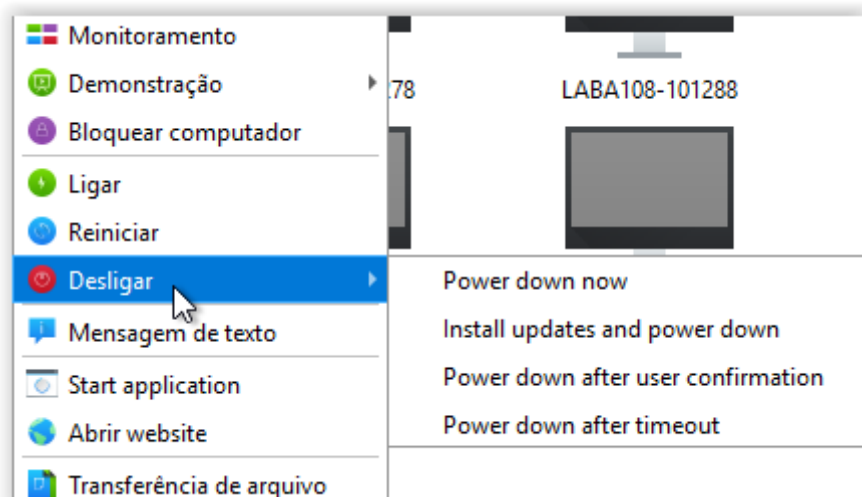 Monitoramento
Demonstração
:78
LABA108-101288
Bloquear computador
Ligar
Reiniciar
Desligar
Power down now
Install updates and power down
Power down after user confirmation
Power down after timeout
Mensagem de texto
Start application
Abrir website
Transferência de arquivo